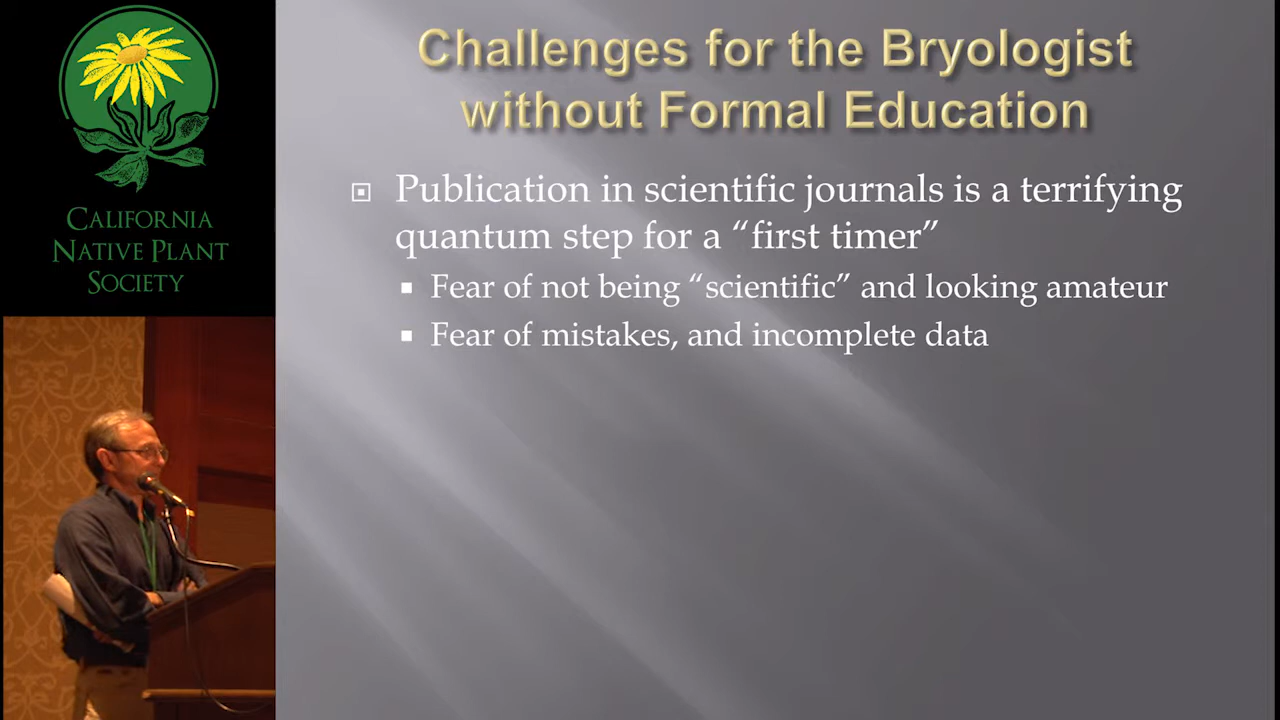 CALIFORNIA
NATIVE PLANT
SOCIETY
Challenges for the Bryologist
without Formal Education
Publication in scientific journals is a terrifying
quantum step for a “first timer”
Fear of not being “scientific” and looking amateur
Fear of mistakes, and incomplete data